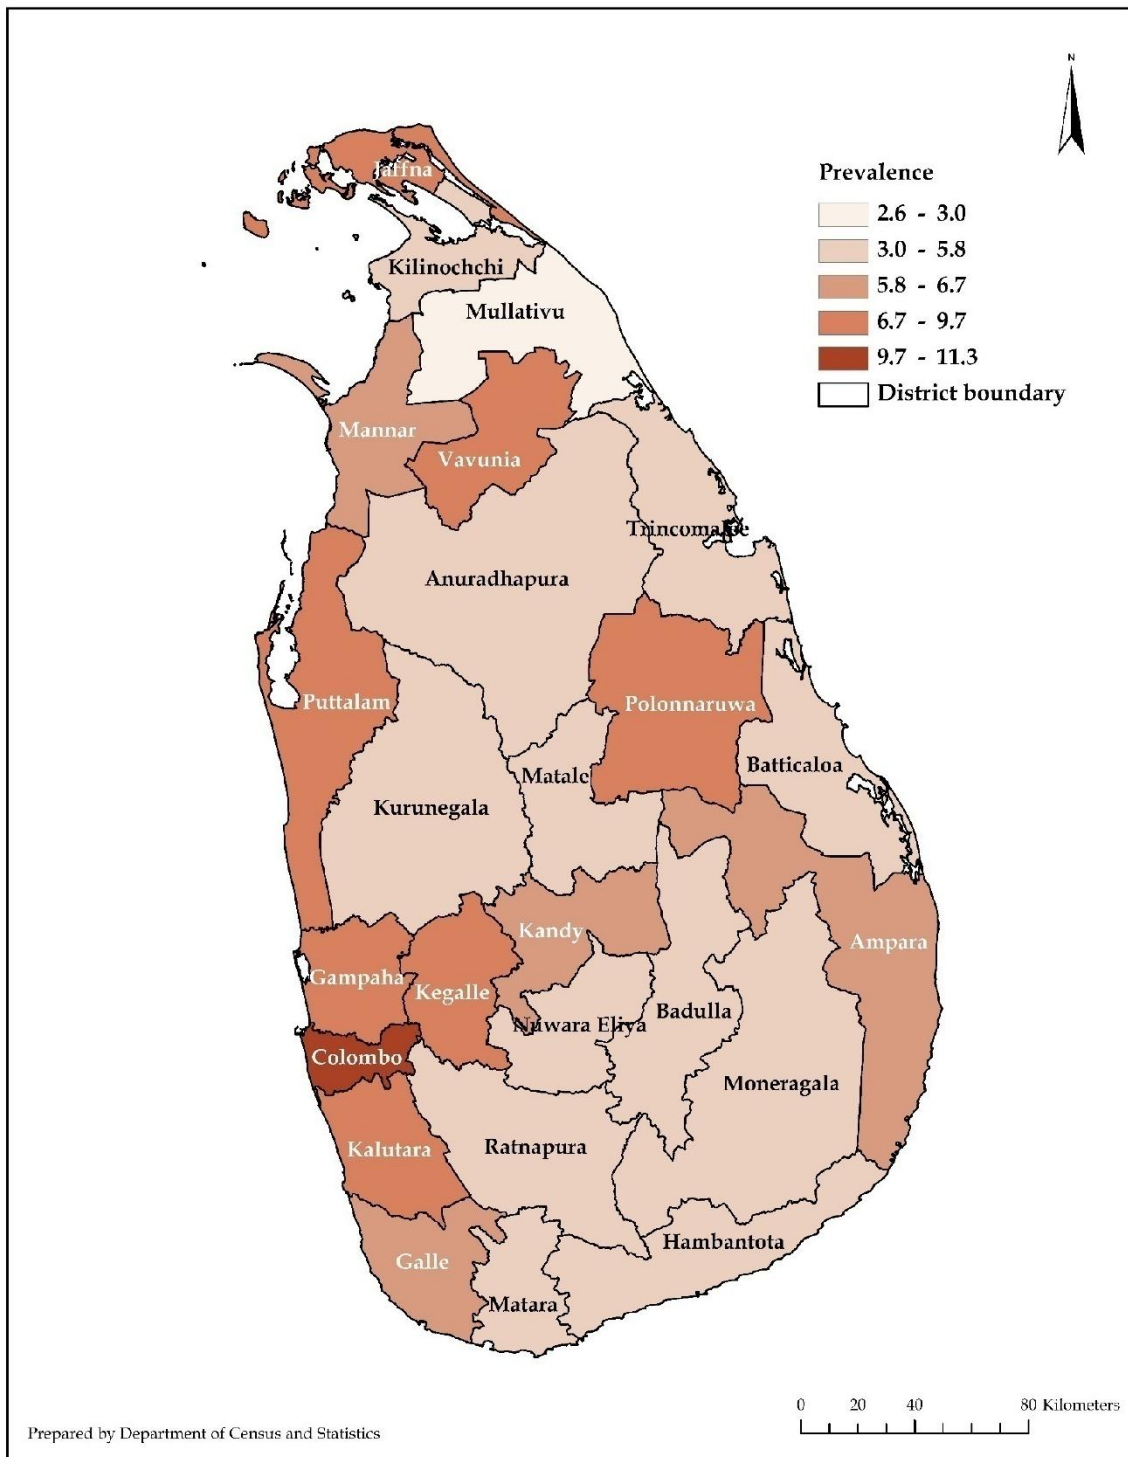 N
Prevalence
2.6 - 3.0
3.0 - 5.8
5.8 - 6.7
6.7 - 9.7
9.7 - 11.3
District boundary
Jaffna
Kilinochchi
Mullativu
Mannar
Vavunia
Trincomalee
Anuradhapura
Puttalam
Polonnaruwa
Batticaloa
Matale
Kurunegala
Kandy
Ampara
Gampaha
Kegalle
Badulla
Nuwara Eliya
Colombo
Moneragala
Kalutara
Ratnapura
Hambantota
Galle
Matara
0 20 40 80 Kilometers
Prepared by Department of Census and Statistics